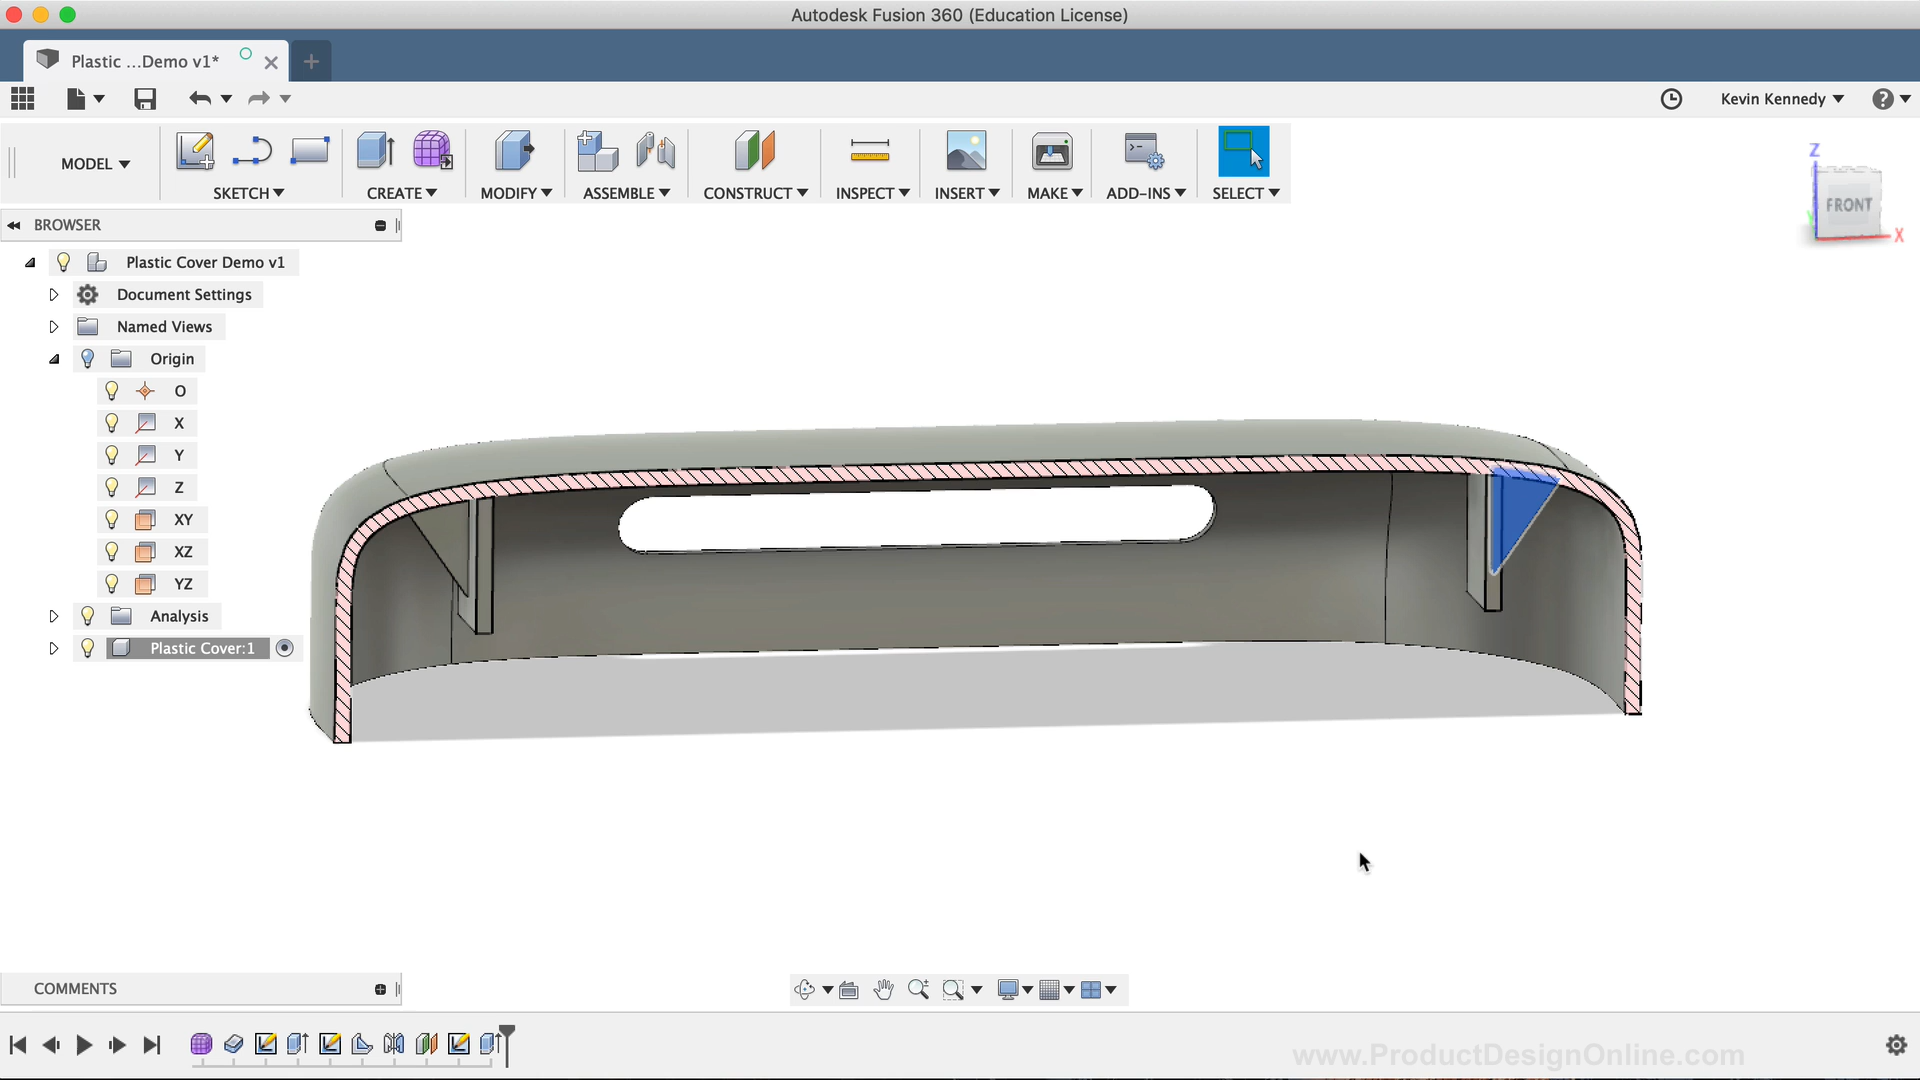 Autodesk Fusion 360 (Education License)
Plastic ...Demo v1*
Kevin Kennedy
MODEL
SKETCH
CREATE
MODIFY
ASSEMBLE
CONSTRUCT
INSPECT
INSERT
MAKE
ADD-INS
SELECT
Z
FRONT
X
BROWSER
Plastic Cover Demo v1
Document Settings
Named Views
Origin
O
X
Y
Z
XY
XZ
YZ
Analysis
Plastic Cover:1
COMMENTS
www.ProductDesignOnline.com